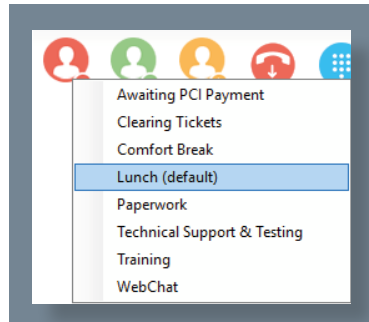 Awaiting PCI Payment
Clearing Tickets
Comfort Break
Lunch (default)
Paperwork
Technical Support & Testing
Training
WebChat